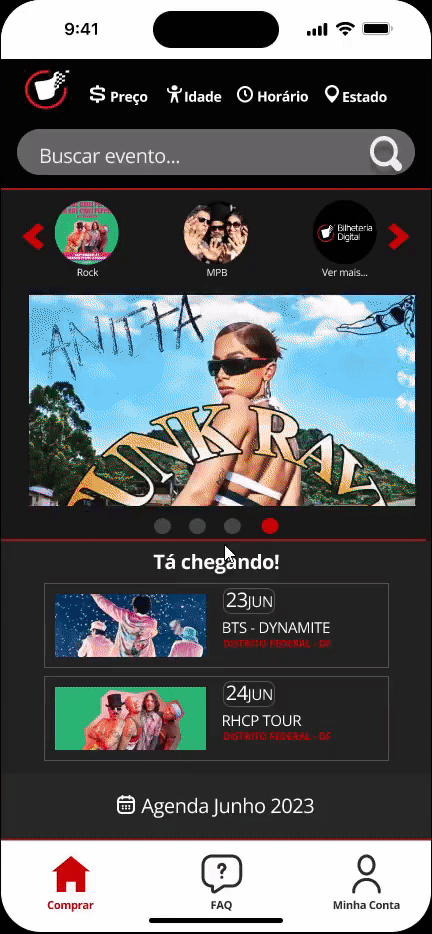 9:41
Preço Idade Horário Estado
Buscar evento...
Bilheteria
Digital
Rock MPB Ver mais...
ANITTA
FUNK RAVE
Tá chegando!
23JUN
BTS - DYNAMITE
DISTRITO FEDERAL - DF
24JUN
RHCP TOUR
DISTRITO FEDERAL - DF
Agenda Junho 2023
Comprar FAQ Minha Conta